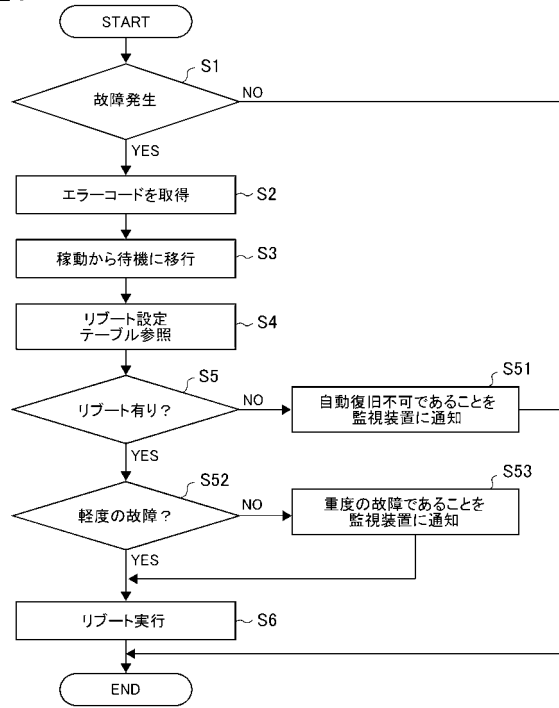 START
S1
故障発生
NO
YES
エラーコードを取得
S2
稼動から待機に移行
S3
リブート設定
テーブル参照
S4
S5
リブート有り?
NO
S51
自動復旧不可であることを
監視装置に通知
YES
S52
軽度の故障?
NO
S53
重度の故障であることを
監視装置に通知
YES
リブート実行
S6
END